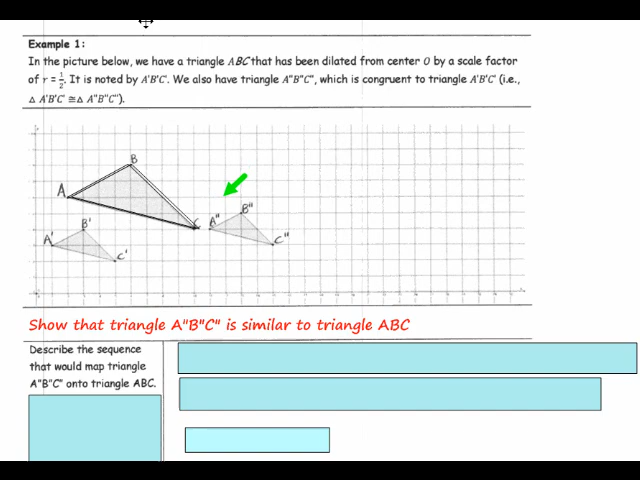 Example 1:
In the picture below, we have a triangle ABC that has been dilated from center O by a scale factor
of r = 1/2. It is noted by A'B'C'. We also have triangle A"B"C", which is congruent to triangle A'B'C' (i.e.,
△ A'B'C' ≅△ A"B"C").
B
A
C
A"
B"
C"
A'
B'
C'
Show that triangle A"B"C" is similar to triangle ABC
Describe the sequence
that would map triangle
A"B"C" onto triangle ABC.